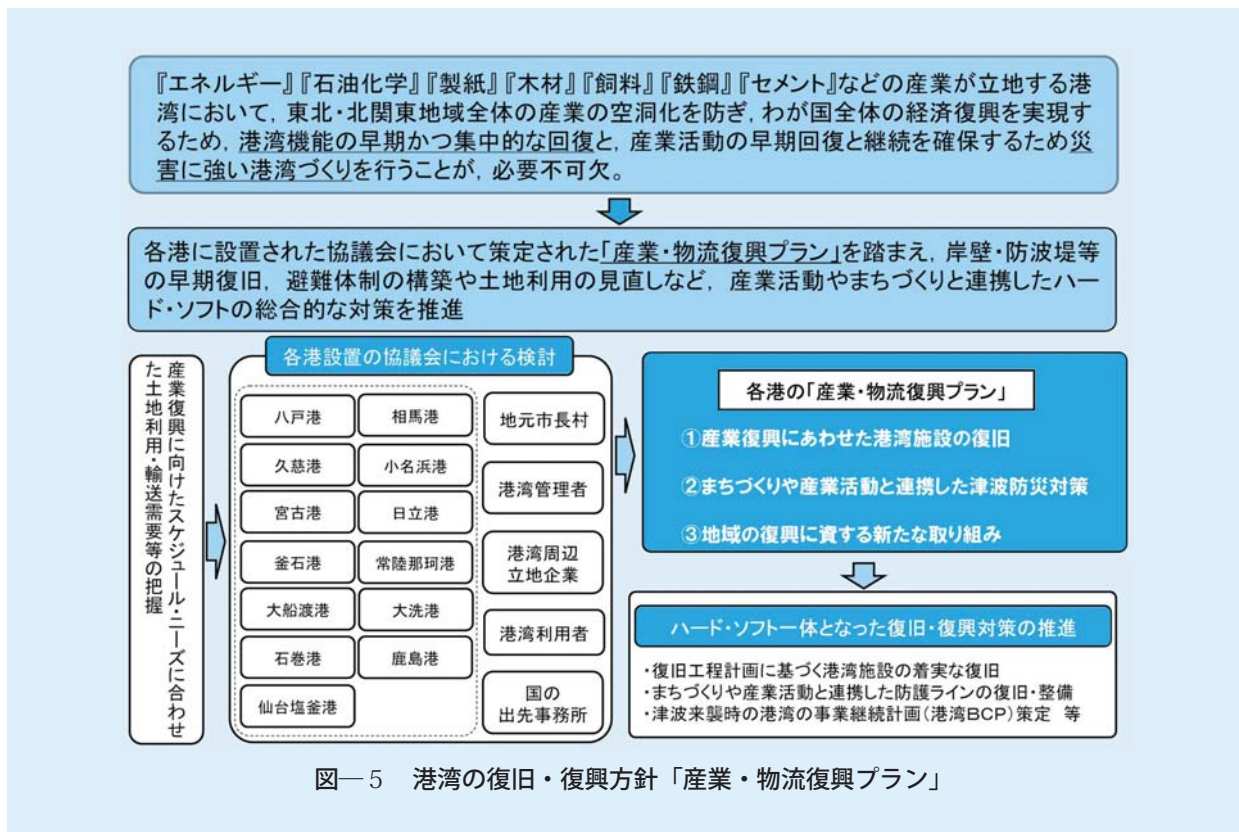 『エネルギー』『石油化学』『製紙』『木材』『飼料』『鉄鋼』『セメント』などの産業が立地する港
湾において，東北・北関東地域全体の産業の空洞化を防ぎ，わが国全体の経済復興を実現す
るため，港湾機能の早期かつ集中的な回復と，産業活動の早期回復と継続を確保するため災
害に強い港湾づくりを行うことが，必要不可欠。
各港に設置された協議会において策定された「産業・物流復興プラン」を踏まえ，岸壁・防波堤等
の早期復旧，避難体制の構築や土地利用の見直しなど，産業活動やまちづくりと連携したハー
ド・ソフトの総合的な対策を推進
産業復興に向けたスケジュール・ニーズに合わせ
た土地利用・輸送需要等の把握
各港設置の協議会における検討
八戸港
久慈港
宮古港
釜石港
大船渡港
石巻港
仙台塩釜港
相馬港
小名浜港
日立港
常陸那珂港
大洗港
鹿島港
地元市長村
港湾管理者
港湾周辺
立地企業
港湾利用者
国の
出先事務所
各港の「産業・物流復興プラン」
①産業復興にあわせた港湾施設の復旧
②まちづくりや産業活動と連携した津波防災対策
③地域の復興に資する新たな取り組み
ハード・ソフト一体となった復旧・復興対策の推進
・復旧工程計画に基づく港湾施設の着実な復旧
・まちづくりや産業活動と連携した防護ラインの復旧・整備
・津波来襲時の港湾の事業継続計画（港湾BCP）策定　等
図―5　港湾の復旧・復興方針「産業・物流復興プラン」